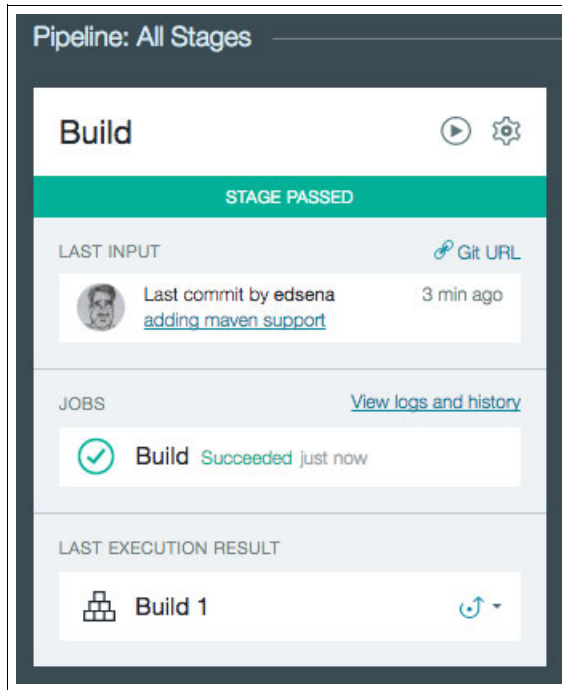 Pipeline: All Stages
Build
STAGE PASSED
LAST INPUT
Git URL
Last commit by edsena
3 min ago
adding maven support
JOBS
View logs and history
Build Succeeded just now
LAST EXECUTION RESULT
Build 1